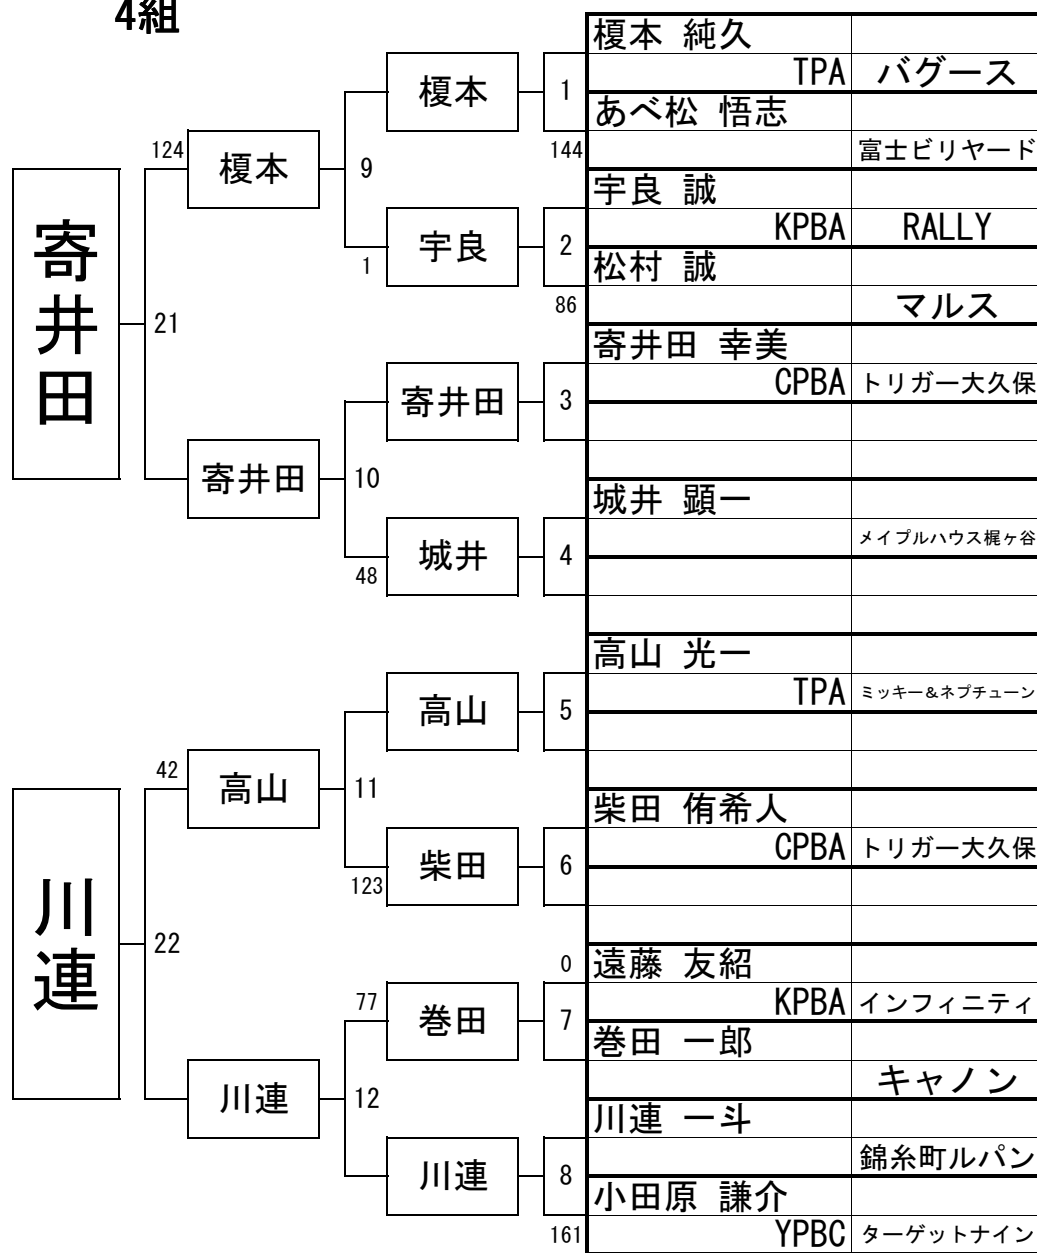 4組
榎本 純久
TPA バグース
榎本
1
あべ松 悟志
124
144
富士ビリヤード
榎本
9
宇良 誠
KPBA RALLY
宇良
2
1
松村 誠
86
マルス
寄井田
21
寄井田 幸美
CPBA トリガー大久保
寄井田
3
寄井田
10
城井 顕一
メイプルハウス梶ヶ谷
城井
4
48
高山 光一
TPA ミッキー&ネプチューン
高山
5
42
高山
11
柴田 侑希人
CPBA トリガー大久保
柴田
6
123
川連
22
0
遠藤 友紹
77
KPBA インフィニティ
巻田
7
巻田 一郎
キャノン
川連
12
川連 一斗
錦糸町ルパン
川連
8
小田原 謙介
161
YPBC ターゲットナイン